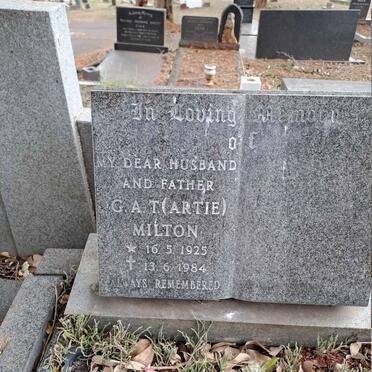 In Loving Memory
of
MY DEAR HUSBAND
AND FATHER
G.A.T(ARTIE)
MILTON
★ 16.5.1925
✝ 13.6.1984
ALWAYS REMEMBERED